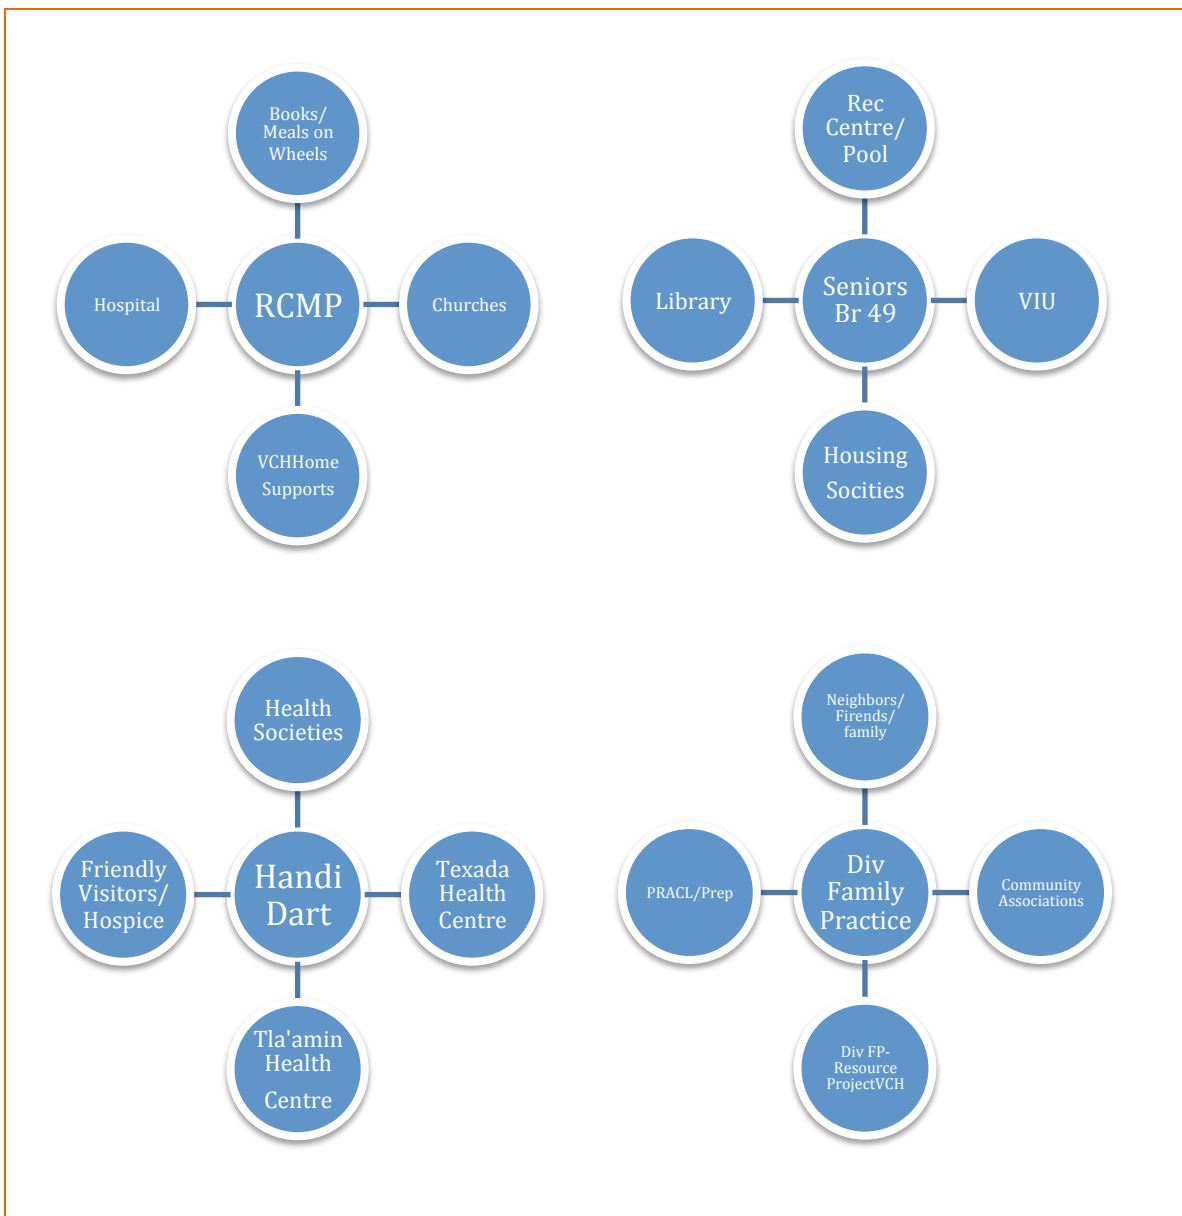 Books/
Meals on
Wheels
Hospital
RCMP
Churches
VCHHome
Supports
Rec
Centre/
Pool
Library
Seniors
Br 49
VIU
Housing
Socities
Health
Societies
Friendly
Visitors/
Hospice
Handi
Dart
Texada
Health
Centre
Tla'amin
Health
Centre
Neighbors/
Firends/
family
PRACL/Prep
Div
Family
Practice
Community
Associations
Div FP-
Resource
ProjectVCH